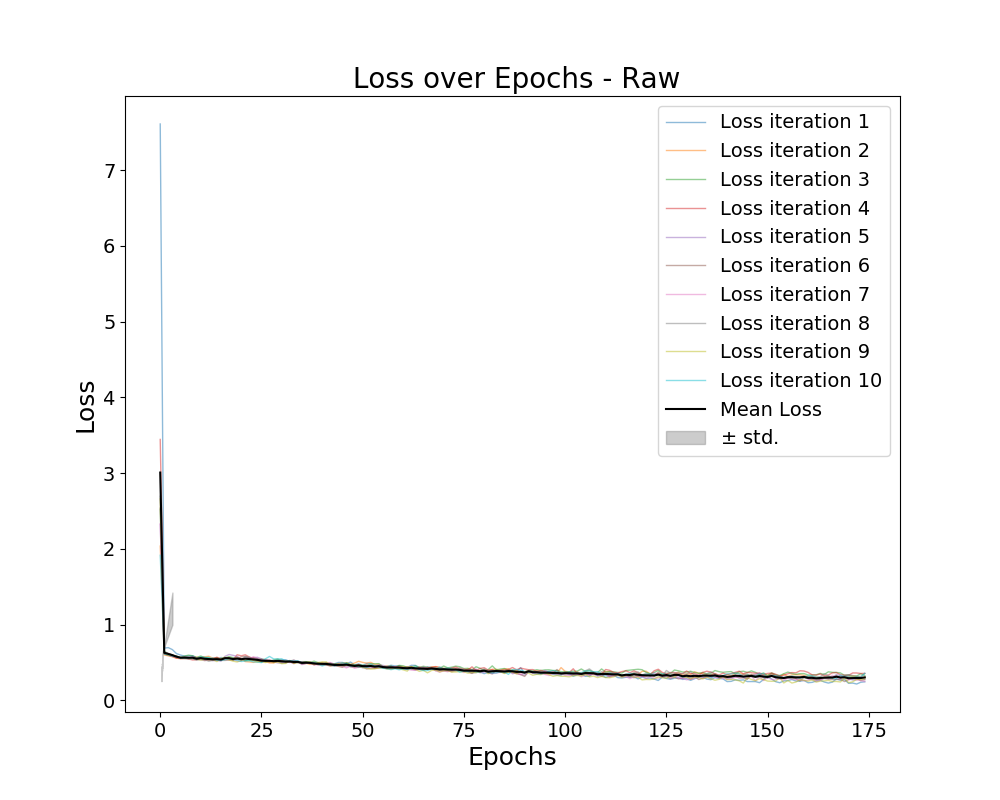 Loss over Epochs - Raw
Loss iteration 1
Loss iteration 2
Loss iteration 3
Loss iteration 4
Loss iteration 5
Loss iteration 6
Loss iteration 7
Loss iteration 8
Loss iteration 9
Loss iteration 10
Mean Loss
± std.
Loss
7
6
5
4
3
2
1
0
0 25 50 75 100 125 150 175
Epochs